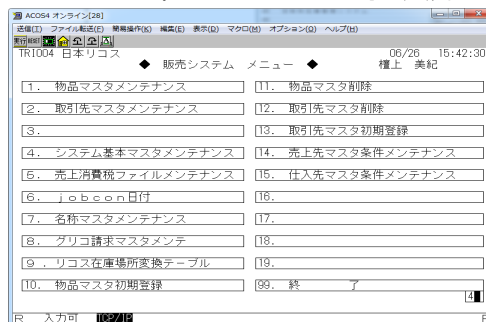 ACOS4 オンライン[28]
送信(T) ファイル転送(F) 簡易操作(K) 編集(E) 表示(D) マクロ(M) オプション(O) ヘルプ(H)
実行
TRI004 日本リコス 06/26 15:42:30
◆ 販売システム メニュー ◆ 檀上 美紀
1. 物品マスタメンテナンス 11. 物品マスタ削除
2. 取引先マスタメンテナンス 12. 取引先マスタ削除
3. 13. 取引先マスタ初期登録
4. システム基本マスタメンテナンス 14. 売上先マスタ条件メンテナンス
5. 売上消費税ファイルメンテナンス 15. 仕入先マスタ条件メンテナンス
6. jobcon日付 16.
7. 名称マスタメンテナンス 17.
8. グリコ請求マスタメンテ 18.
9. リコス在庫場所変換テーブル 19.
10. 物品マスタ初期登録 99. 終 了
4
R 入力可 TCP/IP